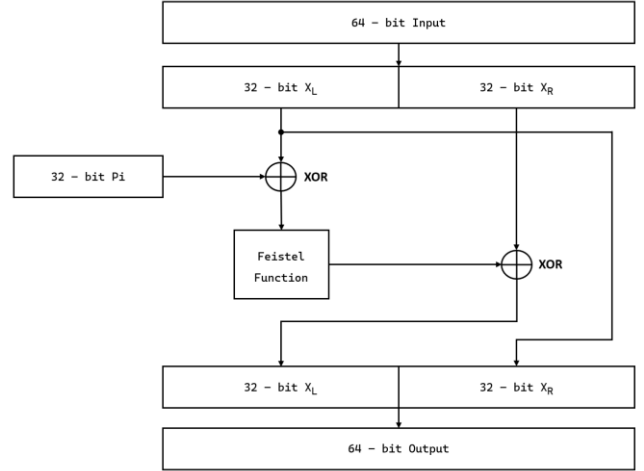 64 – bit Input
32 – bit X_L
32 – bit X_R
32 – bit Pi
XOR
Feistel
Function
XOR
32 – bit X_L
32 – bit X_R
64 – bit Output